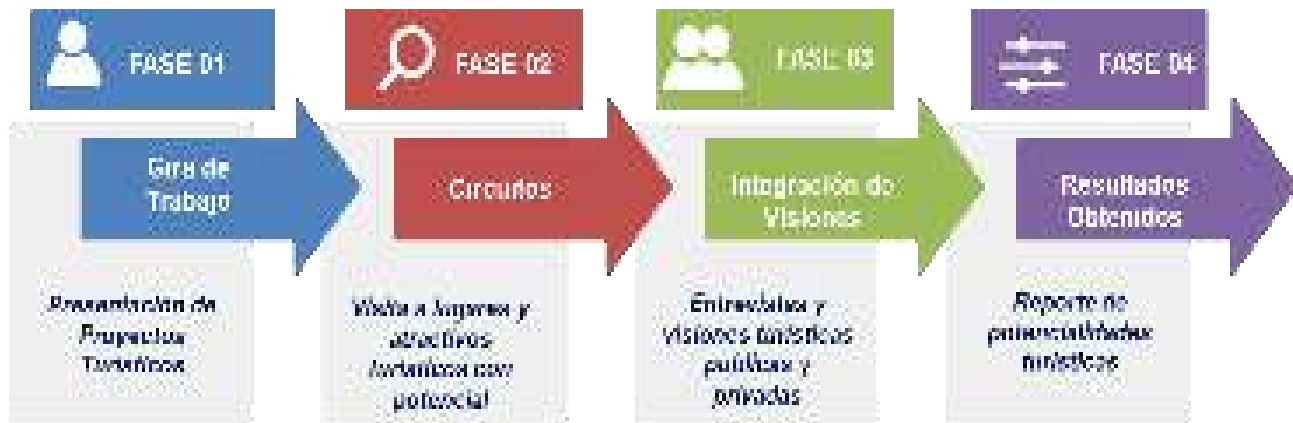 FASE 01
Gira de
Trabajo
Presentación de
Proyectos
Turísticos
FASE 02
Circuitos
Visita a lugares y
atractivos
turísticos con
potencial
FASE 03
Integración de
Visiones
Entrevistas y
visiones turísticas
públicas y
privadas
FASE 04
Resultados
Obtenidos
Reporte de
potencialidades
turísticas